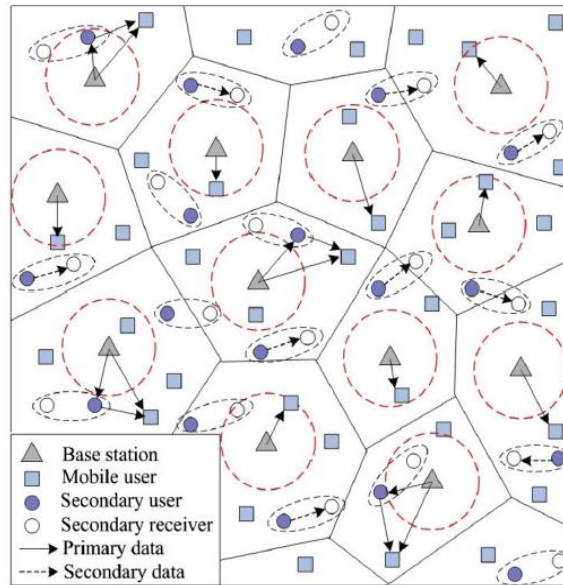 Base station
Mobile user
Secondary user
Secondary receiver
Primary data
Secondary data